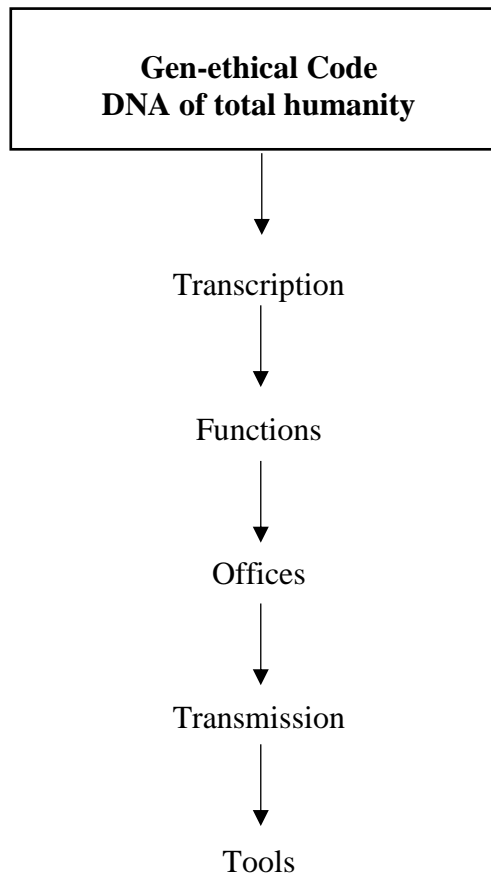 Gen-ethical Code
DNA of total humanity
Transcription
Functions
Offices
Transmission
Tools